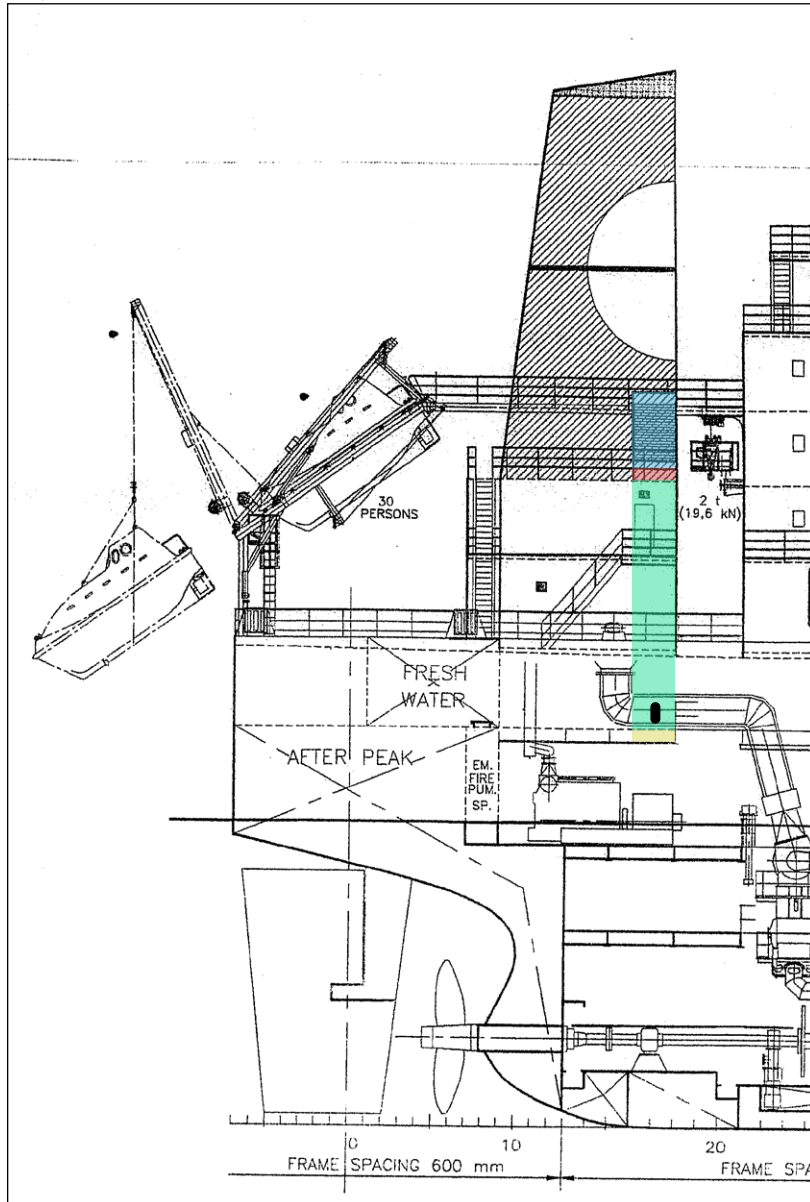 30
PERSONS
2 t
(19,6 kN)
FRESH
WATER
AFTER PEAK
EM.
FIRE
PUM.
SP.
0
10
20
FRAME SPACING 600 mm
FRAME SPA